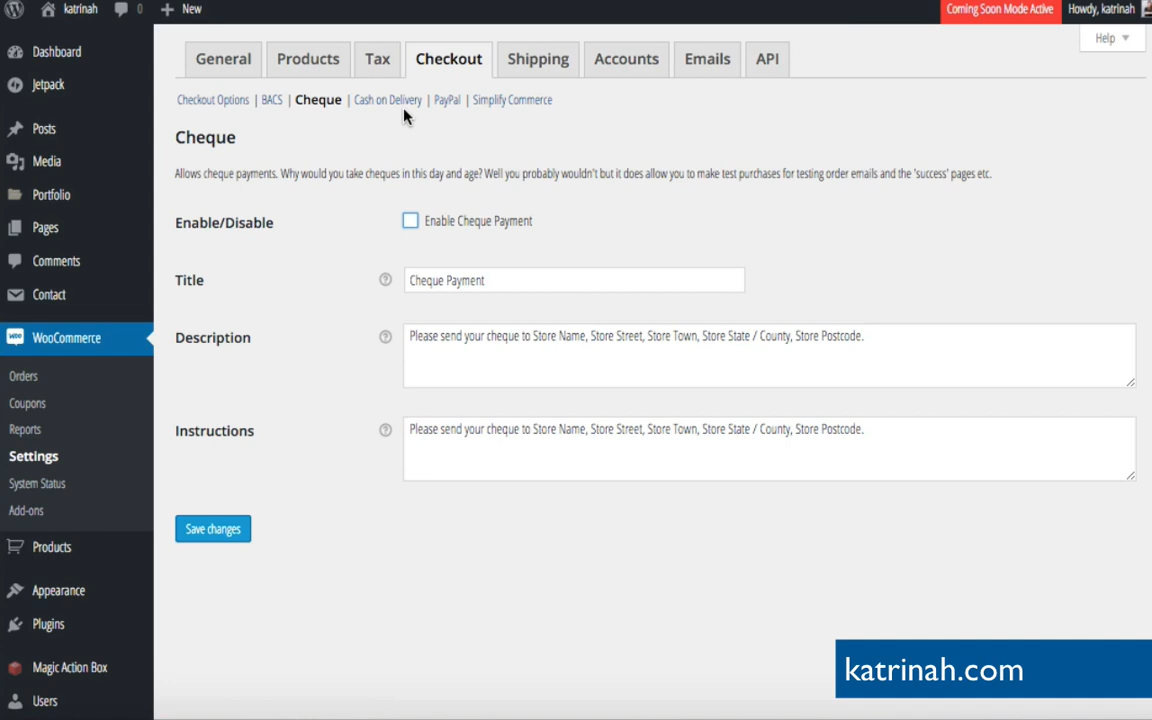 katrinah 0 New
Coming Soon Mode Active Howdy, katrinah
Help
Dashboard
Jetpack
Posts
Media
Portfolio
Pages
Comments
Contact
WooCommerce
Orders
Coupons
Reports
Settings
System Status
Add-ons
Products
Appearance
Plugins
Magic Action Box
Users
General Products Tax Checkout Shipping Accounts Emails API
Checkout Options | BACS | Cheque | Cash on Delivery | PayPal | Simplify Commerce
Cheque
Allows cheque payments. Why would you take cheques in this day and age? Well you probably wouldn't but it does allow you to make test purchases for testing order emails and the 'success' pages etc.
Enable/Disable Enable Cheque Payment
Title ? Cheque Payment
Description ? Please send your cheque to Store Name, Store Street, Store Town, Store State / County, Store Postcode.
Instructions ? Please send your cheque to Store Name, Store Street, Store Town, Store State / County, Store Postcode.
Save changes
katrinah.com